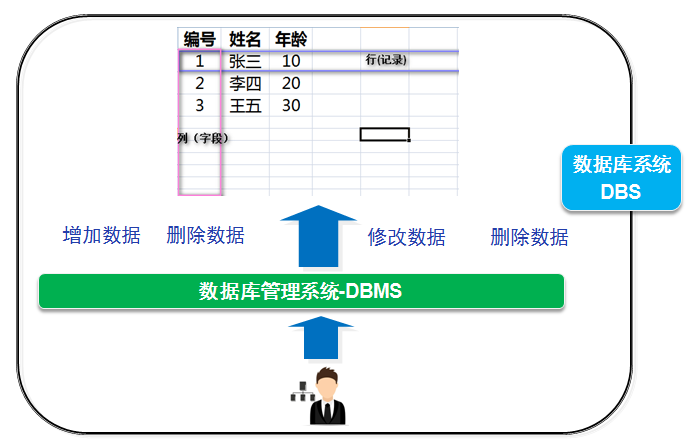 编号 姓名 年龄
1 张三 10 行(记录)
2 李四 20
3 王五 30
列（字段）
数据库系统
DBS
增加数据 删除数据 修改数据 删除数据
数据库管理系统-DBMS